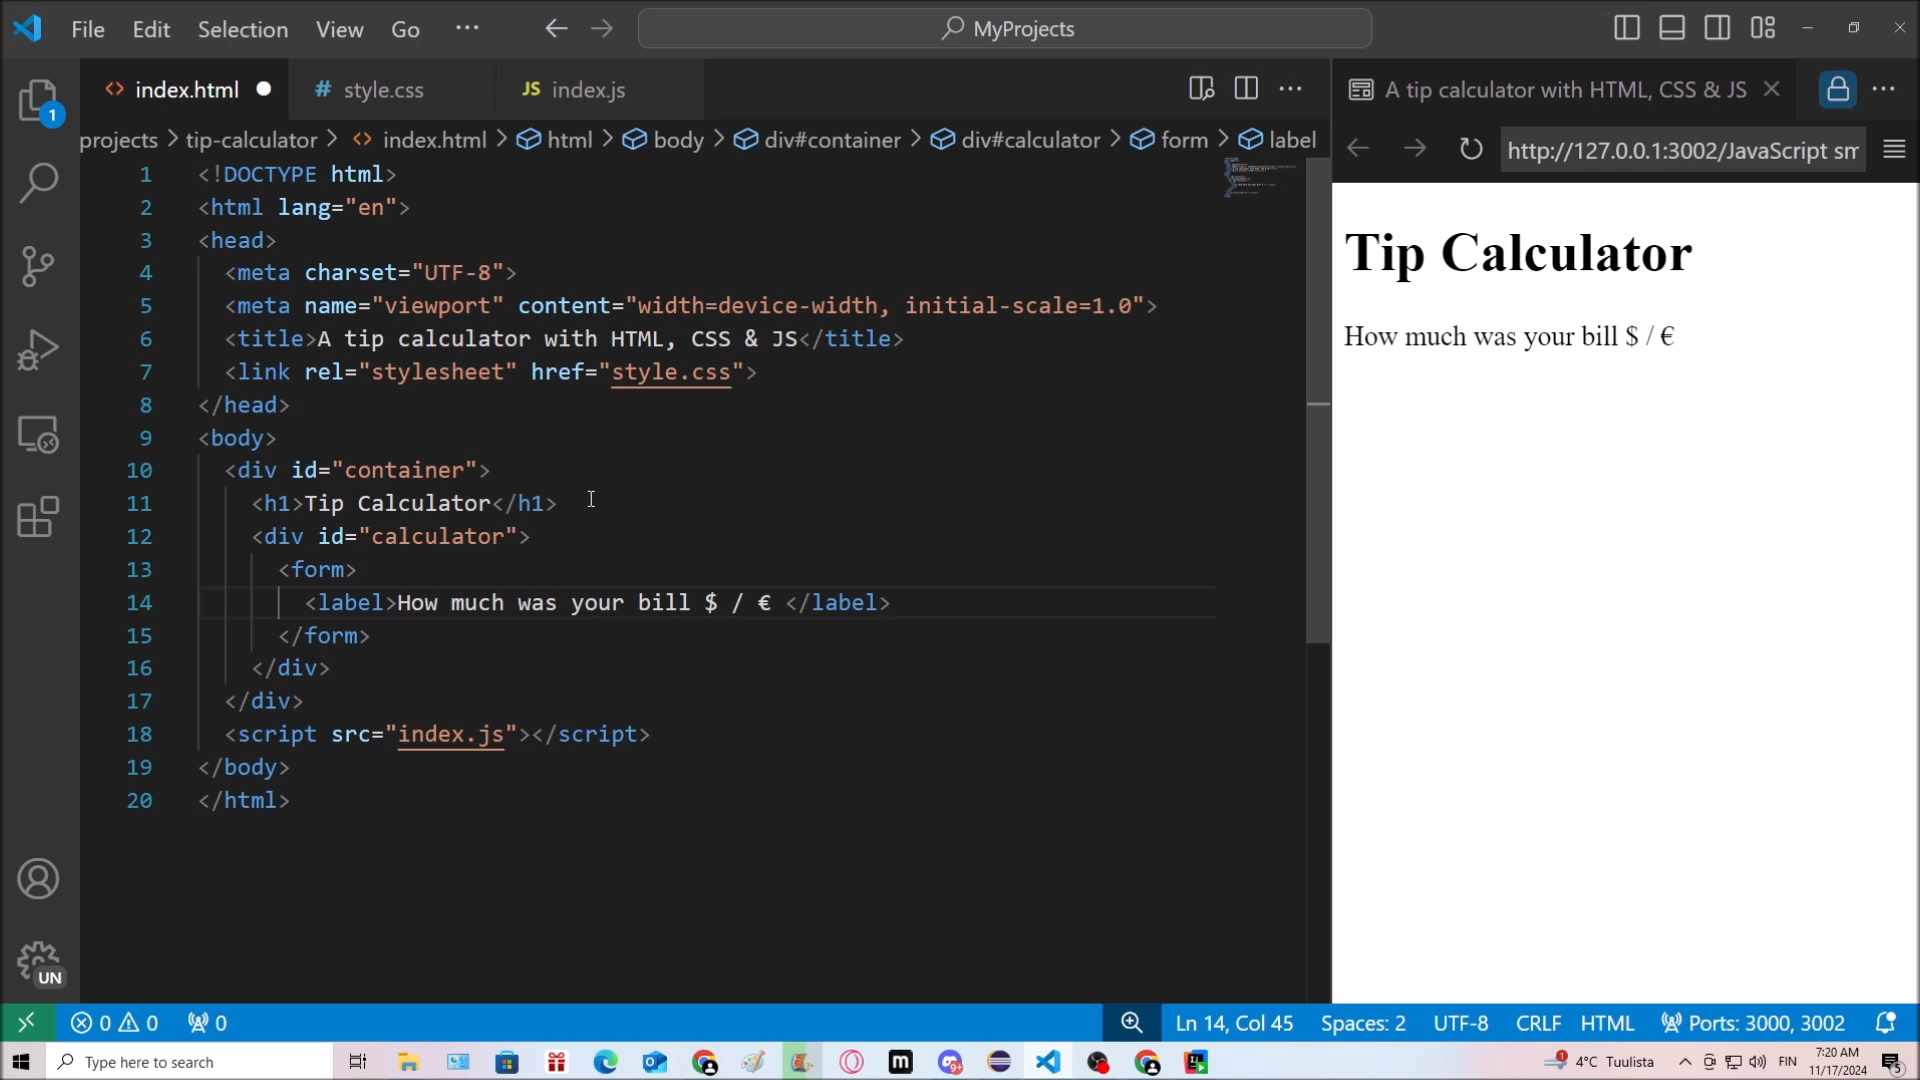 File Edit Selection View Go ··· MyProjects
index.html # style.css JS index.js
projects > tip-calculator > index.html > html > body > div#container > div#calculator > form > label
1 <!DOCTYPE html>
2 <html lang="en">
3 <head>
4 <meta charset="UTF-8">
5 <meta name="viewport" content="width=device-width, initial-scale=1.0">
6 <title>A tip calculator with HTML, CSS & JS</title>
7 <link rel="stylesheet" href="style.css">
8 </head>
9 <body>
10 <div id="container">
11 <h1>Tip Calculator</h1>
12 <div id="calculator">
13 <form>
14 <label>How much was your bill $ / € </label>
15 </form>
16 </div>
17 </div>
18 <script src="index.js"></script>
19 </body>
20 </html>
A tip calculator with HTML, CSS & JS
http://127.0.0.1:3002/JavaScript sm
Tip Calculator
How much was your bill $ / €
1
UN
0 0 0
Ln 14, Col 45 Spaces: 2 UTF-8 CRLF HTML Ports: 3000, 3002
Type here to search
m
9+
1
4°C Tuulista
FIN
7:20 AM
11/17/2024
5